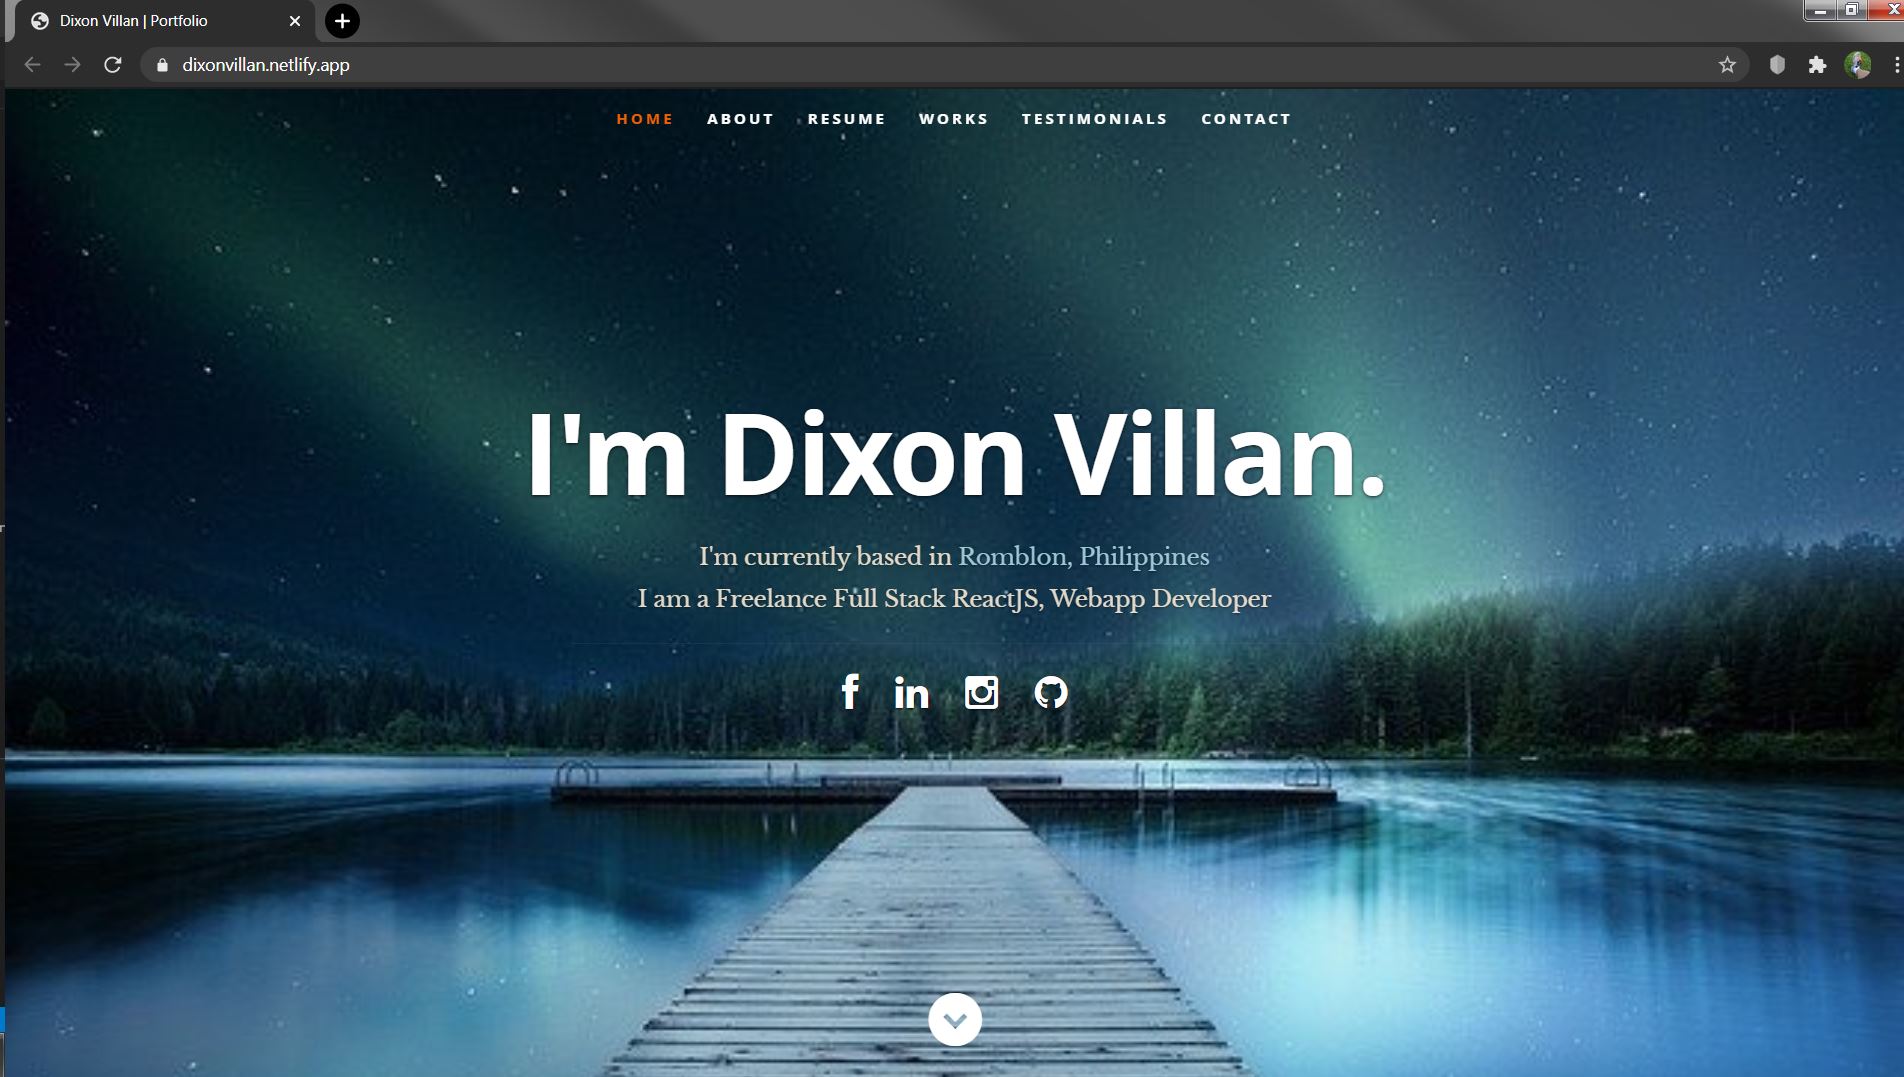 Dixon Villan | Portfolio
dixonvillan.netlify.app
HOME ABOUT RESUME WORKS TESTIMONIALS CONTACT
I'm Dixon Villan.
I'm currently based in Romblon, Philippines
I am a Freelance Full Stack ReactJS, Webapp Developer